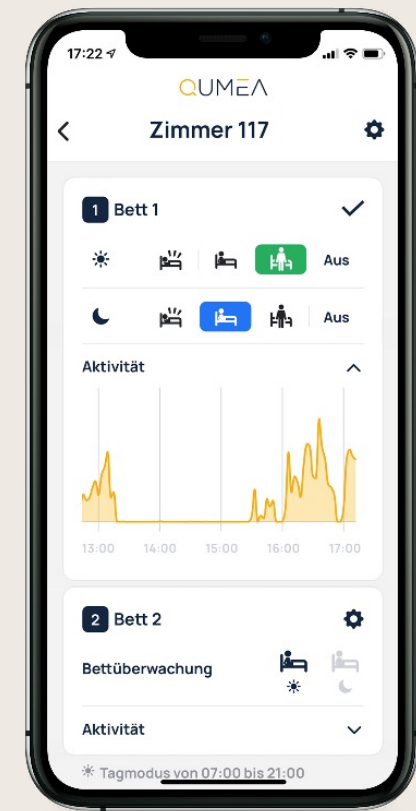 17:22
QUMEA
Zimmer 117
1 Bett 1
Aus
Aus
Aktivität
13:00 14:00 15:00 16:00 17:00
2 Bett 2
Bettüberwachung
Aktivität
Tagmodus von 07:00 bis 21:00